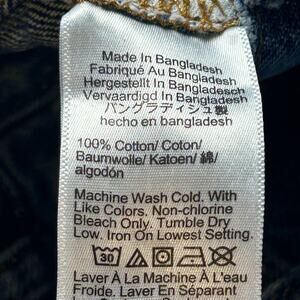 Made In Bangladesh
Fabriqué Au Bangladesh
Hergestellt In Bangladesch
Vervaardigd In Bangladesh
バングラディシュ製
hecho en bangladesh
100% Cotton/ Coton/
Baumwolle/ Katoen/ 綿/
algodón
Machine Wash Cold. With
Like Colors. Non-chlorine
Bleach Only. Tumble Dry
Low. Iron On Lowest Setting.
30
Laver À La Machine À L'eau
Froide. Laver En Séparant